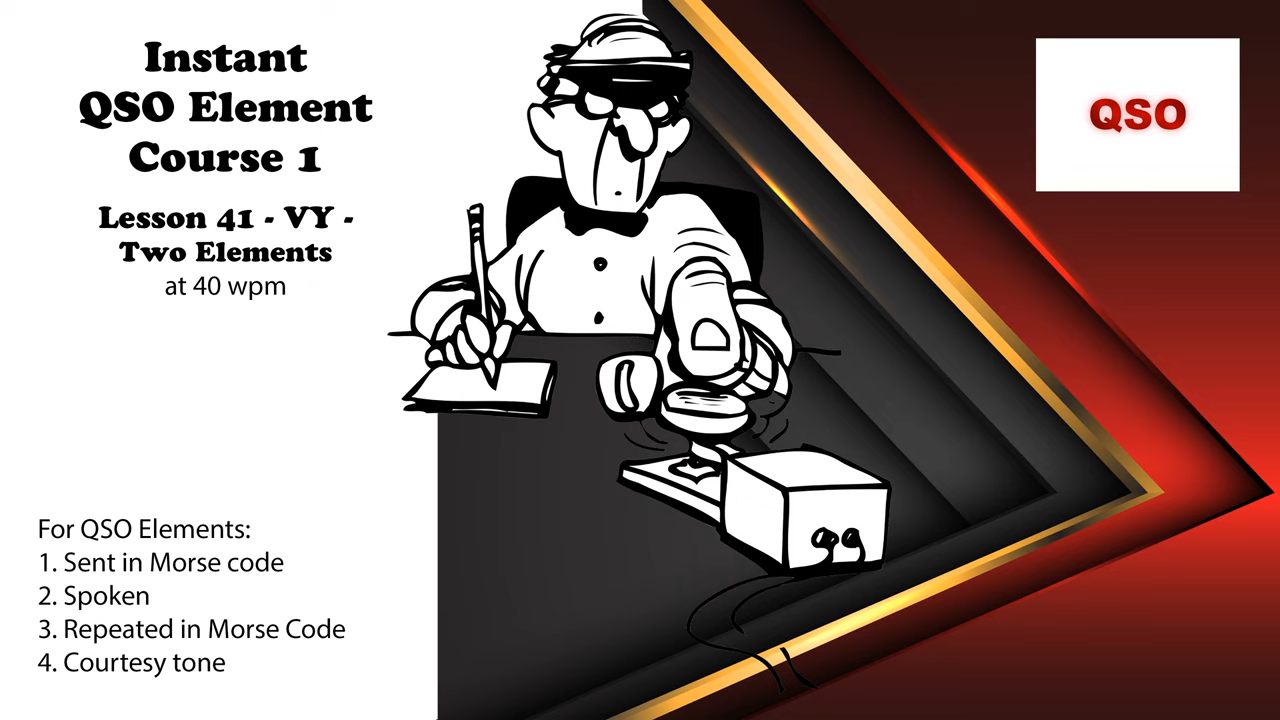 Instant
QSO Element
Course 1
Lesson 41 - VY -
Two Elements
at 40 wpm
QSO
For QSO Elements:
1. Sent in Morse code
2. Spoken
3. Repeated in Morse Code
4. Courtesy tone